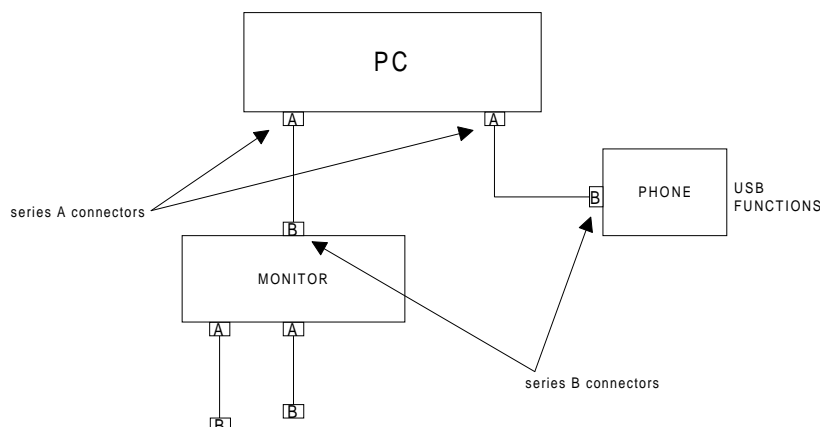 PC
A
A
B
PHONE
USB
FUNCTIONS
series A connectors
B
MONITOR
A
A
series B connectors
B
B